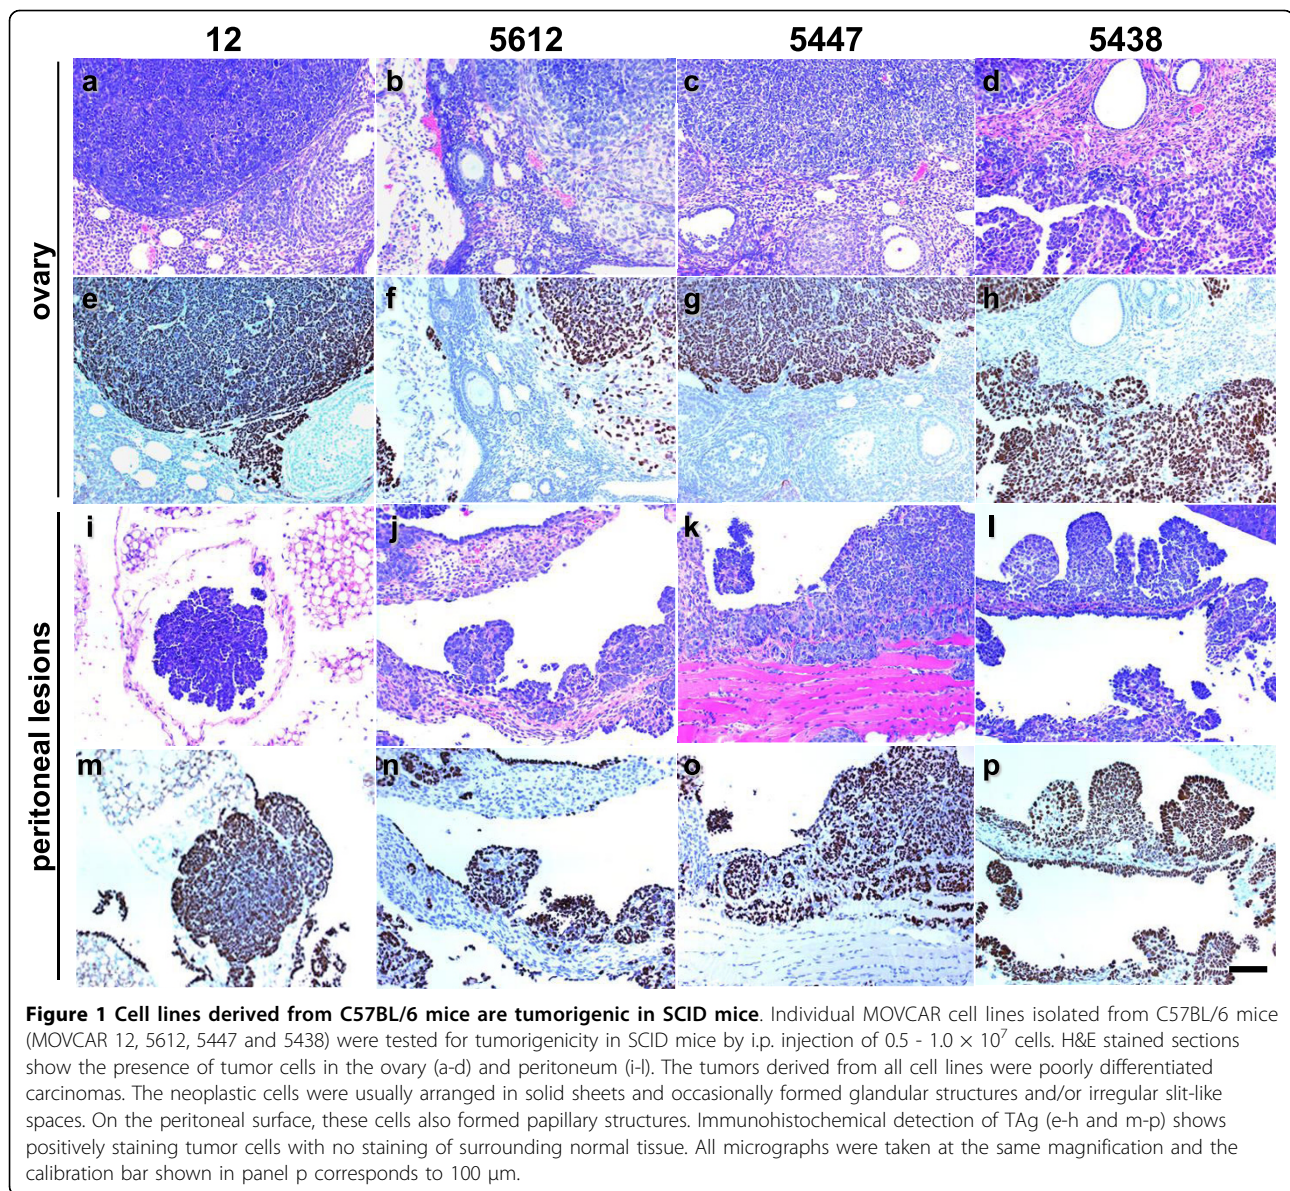 12 5612 5447 5438
a b c d
ovary
e f g h
i j k l
peritoneal lesions
m n o p
Figure 1 Cell lines derived from C57BL/6 mice are tumorigenic in SCID mice. Individual MOVCAR cell lines isolated from C57BL/6 mice
(MOVCAR 12, 5612, 5447 and 5438) were tested for tumorigenicity in SCID mice by i.p. injection of 0.5 - 1.0 × 10⁷ cells. H&E stained sections
show the presence of tumor cells in the ovary (a-d) and peritoneum (i-l). The tumors derived from all cell lines were poorly differentiated
carcinomas. The neoplastic cells were usually arranged in solid sheets and occasionally formed glandular structures and/or irregular slit-like
spaces. On the peritoneal surface, these cells also formed papillary structures. Immunohistochemical detection of TAg (e-h and m-p) shows
positively staining tumor cells with no staining of surrounding normal tissue. All micrographs were taken at the same magnification and the
calibration bar shown in panel p corresponds to 100 μm.